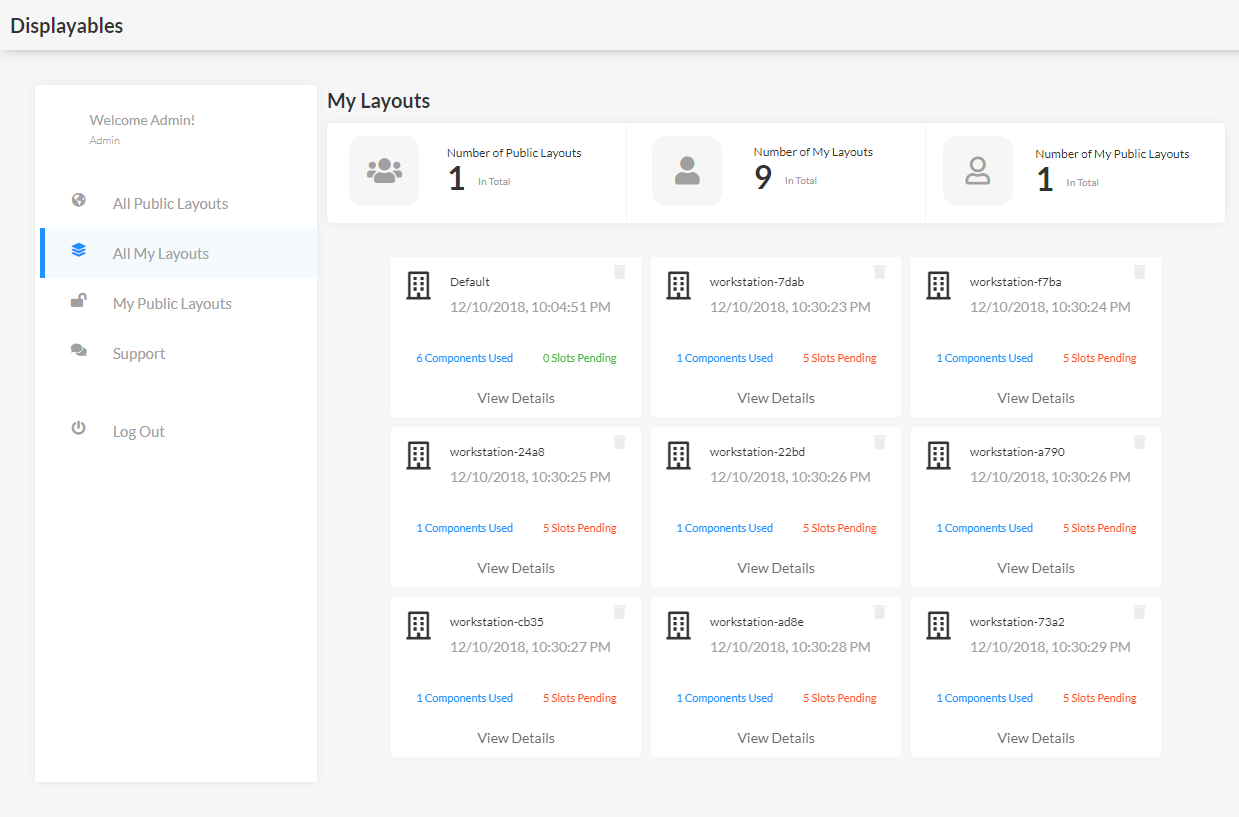 Displayables
Welcome Admin!
Admin
All Public Layouts
All My Layouts
My Public Layouts
Support
Log Out
My Layouts
Number of Public Layouts
1 In Total
Number of My Layouts
9 In Total
Number of My Public Layouts
1 In Total
Default
12/10/2018, 10:04:51 PM
6 Components Used 0 Slots Pending
View Details
workstation-7dab
12/10/2018, 10:30:23 PM
1 Components Used 5 Slots Pending
View Details
workstation-f7ba
12/10/2018, 10:30:24 PM
1 Components Used 5 Slots Pending
View Details
workstation-24a8
12/10/2018, 10:30:25 PM
1 Components Used 5 Slots Pending
View Details
workstation-22bd
12/10/2018, 10:30:26 PM
1 Components Used 5 Slots Pending
View Details
workstation-a790
12/10/2018, 10:30:26 PM
1 Components Used 5 Slots Pending
View Details
workstation-cb35
12/10/2018, 10:30:27 PM
1 Components Used 5 Slots Pending
View Details
workstation-ad8e
12/10/2018, 10:30:28 PM
1 Components Used 5 Slots Pending
View Details
workstation-73a2
12/10/2018, 10:30:29 PM
1 Components Used 5 Slots Pending
View Details